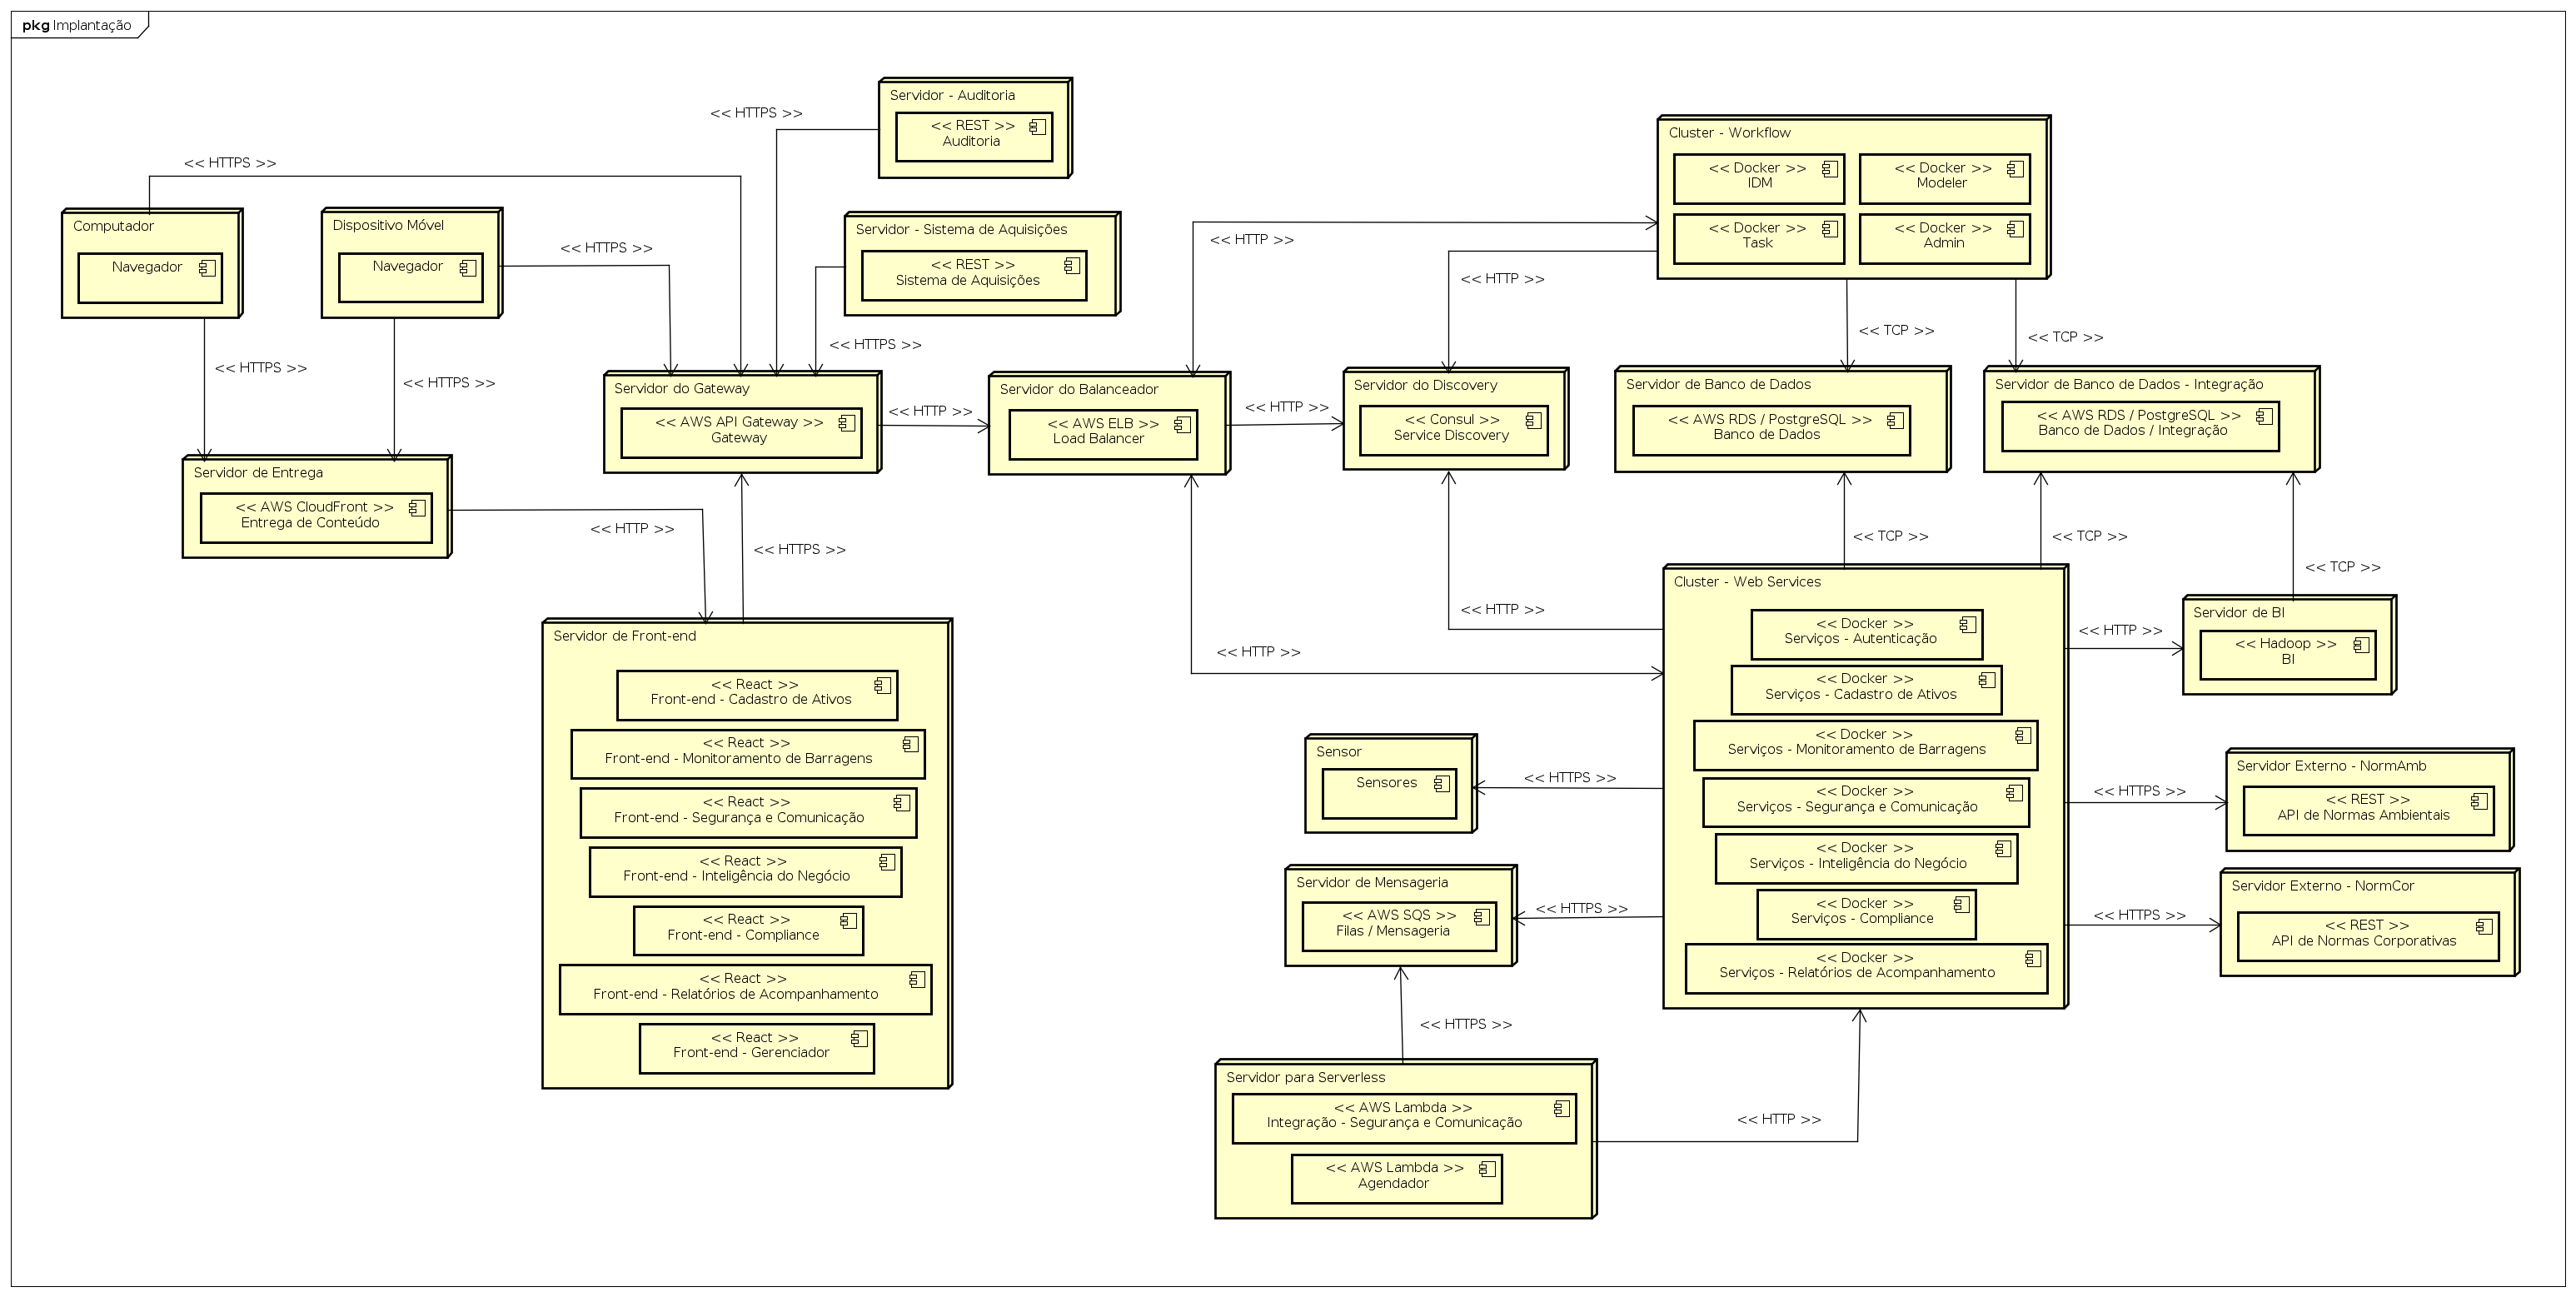 pkg Implantação
Servidor - Auditoria
<< REST >>
Auditoria
<< HTTPS >>
<< HTTPS >>
Computador
Navegador
Dispositivo Móvel
Navegador
<< HTTPS >>
Servidor - Sistema de Aquisições
<< REST >>
Sistema de Aquisições
<< HTTPS >>
<< HTTPS >>
<< HTTPS >>
Cluster - Workflow
<< Docker >>
IDM
<< Docker >>
Modeler
<< Docker >>
Task
<< Docker >>
Admin
<< HTTP >>
<< HTTP >>
<< TCP >>
<< TCP >>
Servidor do Gateway
<< AWS API Gateway >>
Gateway
<< HTTP >>
Servidor do Balanceador
<< AWS ELB >>
Load Balancer
<< HTTP >>
Servidor do Discovery
<< Consul >>
Service Discovery
Servidor de Banco de Dados
<< AWS RDS / PostgreSQL >>
Banco de Dados
Servidor de Banco de Dados - Integração
<< AWS RDS / PostgreSQL >>
Banco de Dados / Integração
Servidor de Entrega
<< AWS CloudFront >>
Entrega de Conteúdo
<< HTTP >>
<< HTTPS >>
<< TCP >>
<< TCP >>
<< TCP >>
<< HTTP >>
<< HTTP >>
Servidor de Front-end
<< React >>
Front-end - Cadastro de Ativos
<< React >>
Front-end - Monitoramento de Barragens
<< React >>
Front-end - Segurança e Comunicação
<< React >>
Front-end - Inteligência do Negócio
<< React >>
Front-end - Compliance
<< React >>
Front-end - Relatórios de Acompanhamento
<< React >>
Front-end - Gerenciador
Cluster - Web Services
<< Docker >>
Serviços - Autenticação
<< Docker >>
Serviços - Cadastro de Ativos
<< Docker >>
Serviços - Monitoramento de Barragens
<< Docker >>
Serviços - Segurança e Comunicação
<< Docker >>
Serviços - Inteligência do Negócio
<< Docker >>
Serviços - Compliance
<< Docker >>
Serviços - Relatórios de Acompanhamento
<< HTTP >>
Servidor de BI
<< Hadoop >>
BI
Sensor
Sensores
<< HTTPS >>
<< HTTPS >>
Servidor Externo - NormAmb
<< REST >>
API de Normas Ambientais
Servidor de Mensageria
<< AWS SQS >>
Filas / Mensageria
<< HTTPS >>
<< HTTPS >>
Servidor Externo - NormCor
<< REST >>
API de Normas Corporativas
<< HTTPS >>
Servidor para Serverless
<< AWS Lambda >>
Integração - Segurança e Comunicação
<< AWS Lambda >>
Agendador
<< HTTP >>